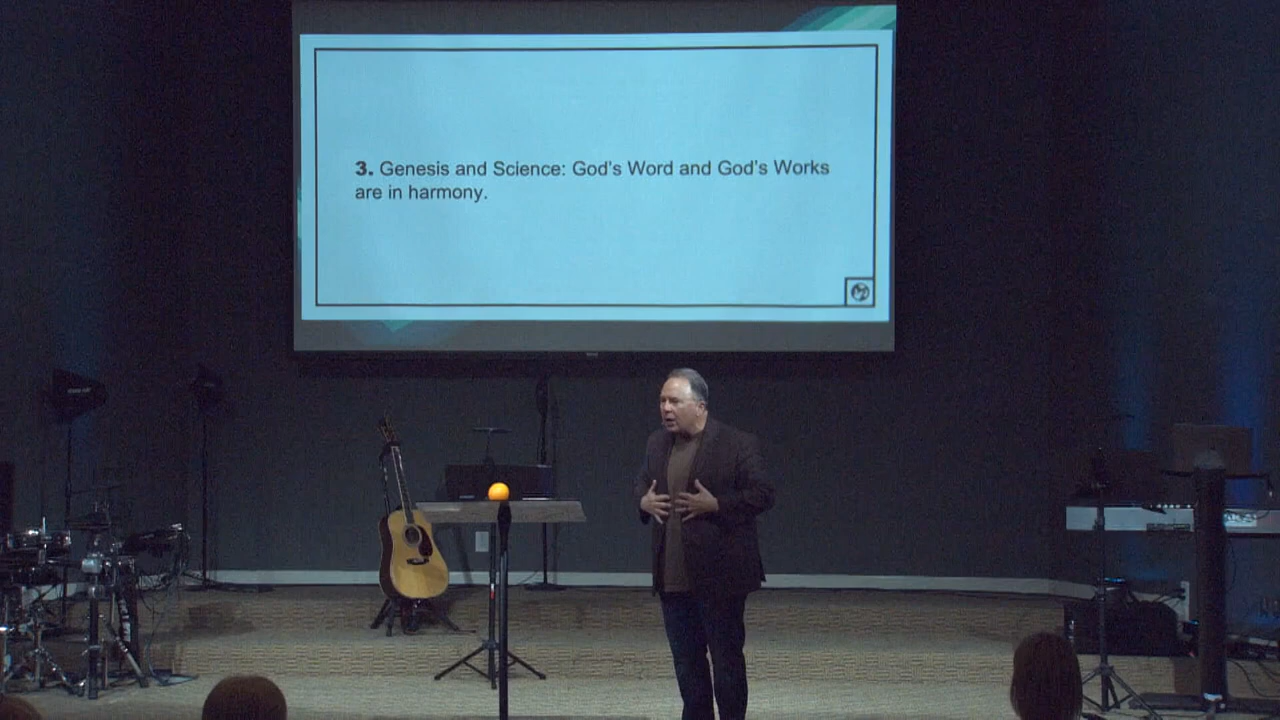 3. Genesis and Science: God's Word and God's Works
are in harmony.